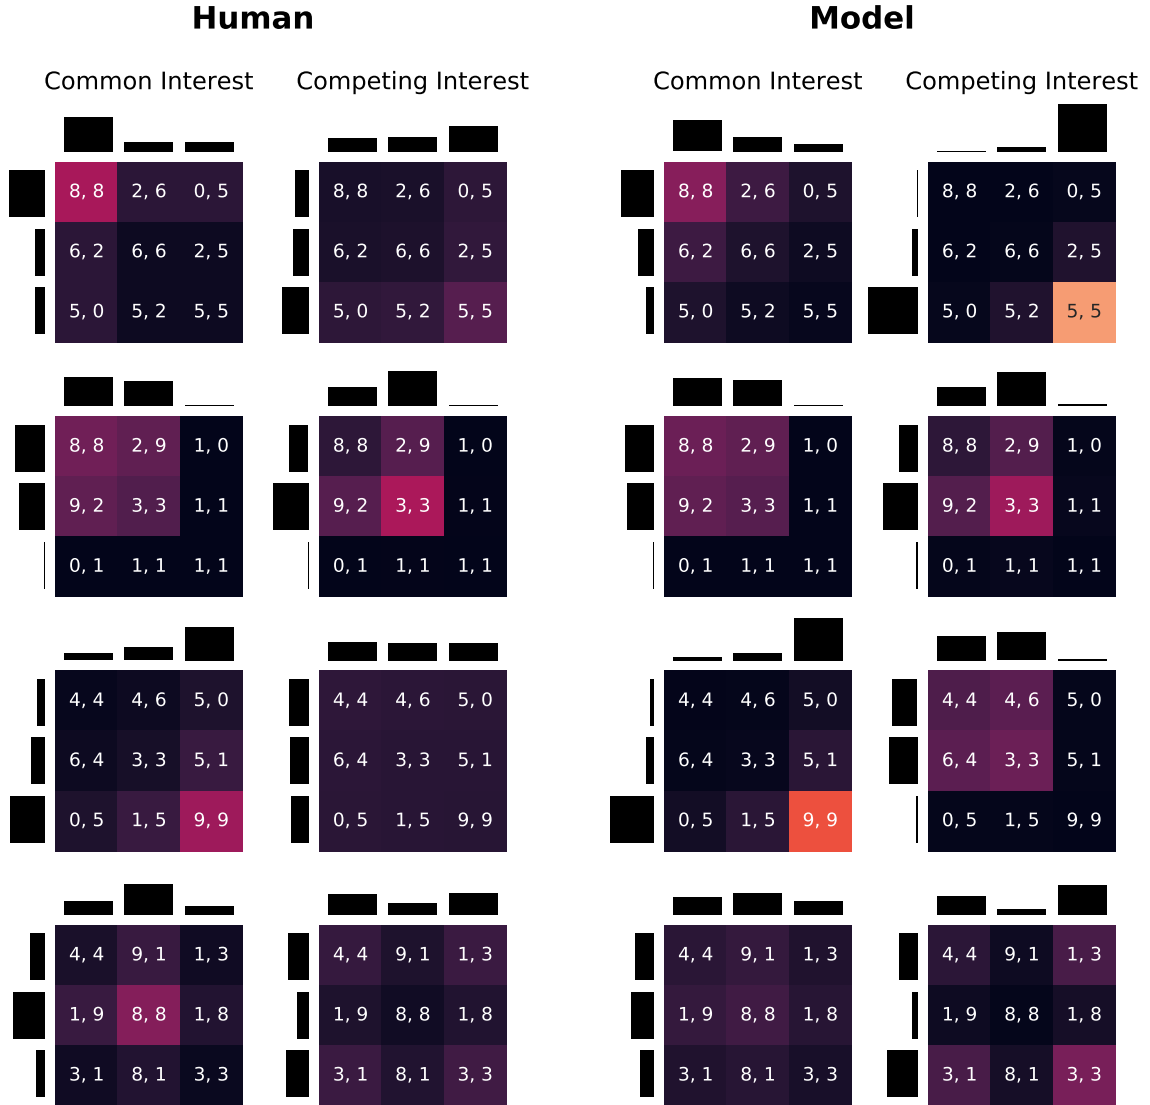 Human Model
Common Interest Competing Interest Common Interest Competing Interest
8, 8 2, 6 0, 5 8, 8 2, 6 0, 5 8, 8 2, 6 0, 5 8, 8 2, 6 0, 5
6, 2 6, 6 2, 5 6, 2 6, 6 2, 5 6, 2 6, 6 2, 5 6, 2 6, 6 2, 5
5, 0 5, 2 5, 5 5, 0 5, 2 5, 5 5, 0 5, 2 5, 5 5, 0 5, 2 5, 5
8, 8 2, 9 1, 0 8, 8 2, 9 1, 0 8, 8 2, 9 1, 0 8, 8 2, 9 1, 0
9, 2 3, 3 1, 1 9, 2 3, 3 1, 1 9, 2 3, 3 1, 1 9, 2 3, 3 1, 1
0, 1 1, 1 1, 1 0, 1 1, 1 1, 1 0, 1 1, 1 1, 1 0, 1 1, 1 1, 1
4, 4 4, 6 5, 0 4, 4 4, 6 5, 0 4, 4 4, 6 5, 0 4, 4 4, 6 5, 0
6, 4 3, 3 5, 1 6, 4 3, 3 5, 1 6, 4 3, 3 5, 1 6, 4 3, 3 5, 1
0, 5 1, 5 9, 9 0, 5 1, 5 9, 9 0, 5 1, 5 9, 9 0, 5 1, 5 9, 9
4, 4 9, 1 1, 3 4, 4 9, 1 1, 3 4, 4 9, 1 1, 3 4, 4 9, 1 1, 3
1, 9 8, 8 1, 8 1, 9 8, 8 1, 8 1, 9 8, 8 1, 8 1, 9 8, 8 1, 8
3, 1 8, 1 3, 3 3, 1 8, 1 3, 3 3, 1 8, 1 3, 3 3, 1 8, 1 3, 3